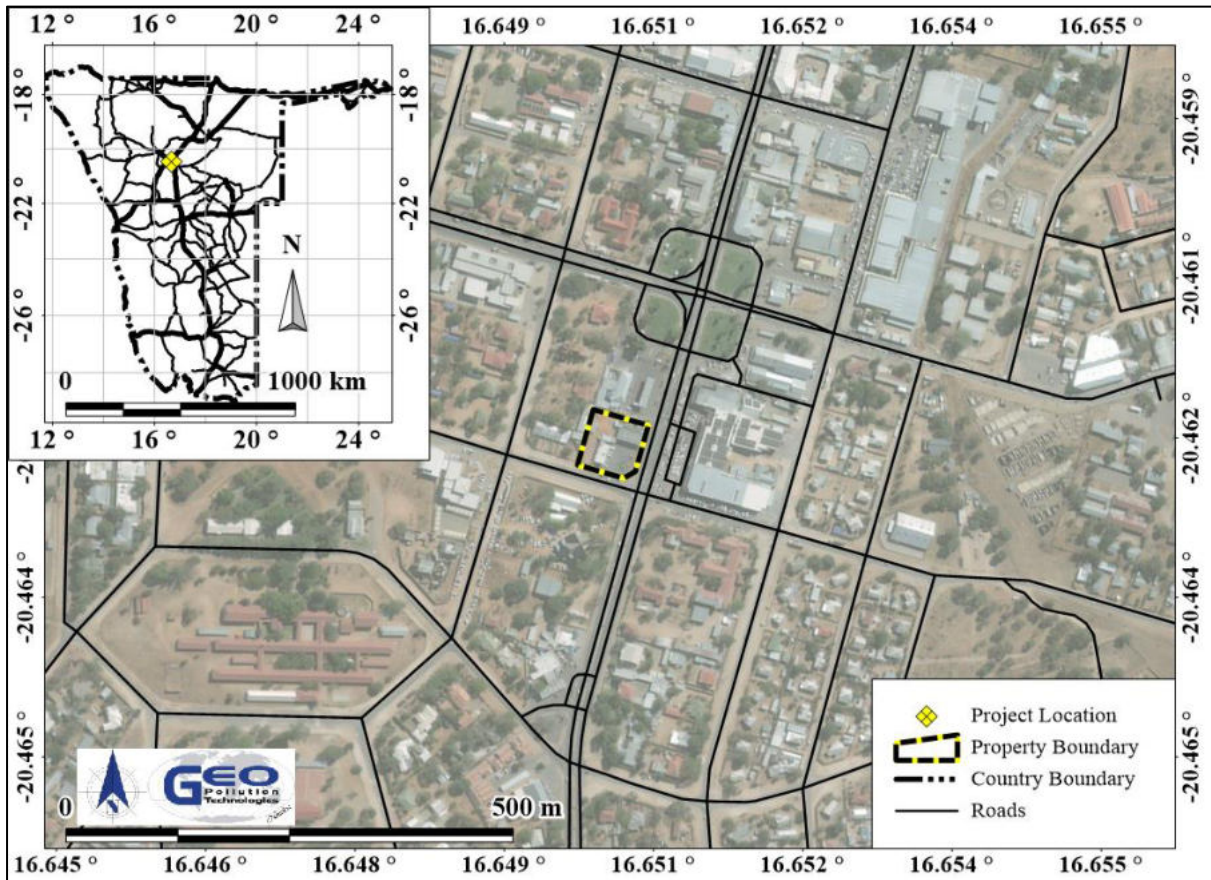 12 16 ° 20 ° 24 °
-18 °
-22 °
-26 °
-18 °
-22 °
-26 °
N
0 1000 km
12 ° 16 ° 20 ° 24 °
16.649 ° 16.651 ° 16.652 ° 16.654 ° 16.655 °
-20.459 °
-20.461 °
-20.462 °
-20.464 °
-20.465 °
-20.464 °
-20.465 °
GEO
Pollution
Technologies
0 500 m
Project Location
Property Boundary
Country Boundary
Roads
16.645 ° 16.646 ° 16.648 ° 16.649 ° 16.651 ° 16.652 ° 16.654 ° 16.655 °